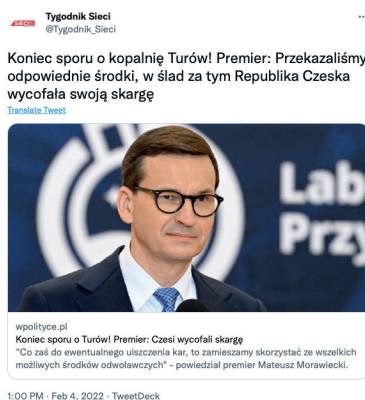 Tygodnik Sieci
@Tygodnik_Sieci
SIECI
Koniec sporu o kopalnię Turów! Premier: Przekazaliśmy
odpowiednie środki, w ślad za tym Republika Czeska
wycofała swoją skargę
Translate Tweet
Lab
Przy
wpolityce.pl
Koniec sporu o Turów! Premier: Czesi wycofali skargę
"Co zaś do ewentualnego uiszczenia kar, to zamieszamy skorzystać ze wszelkich
możliwych środków odwoławczych" - powiedział premier Mateusz Morawiecki.
1:00 PM · Feb 4, 2022 · TweetDeck